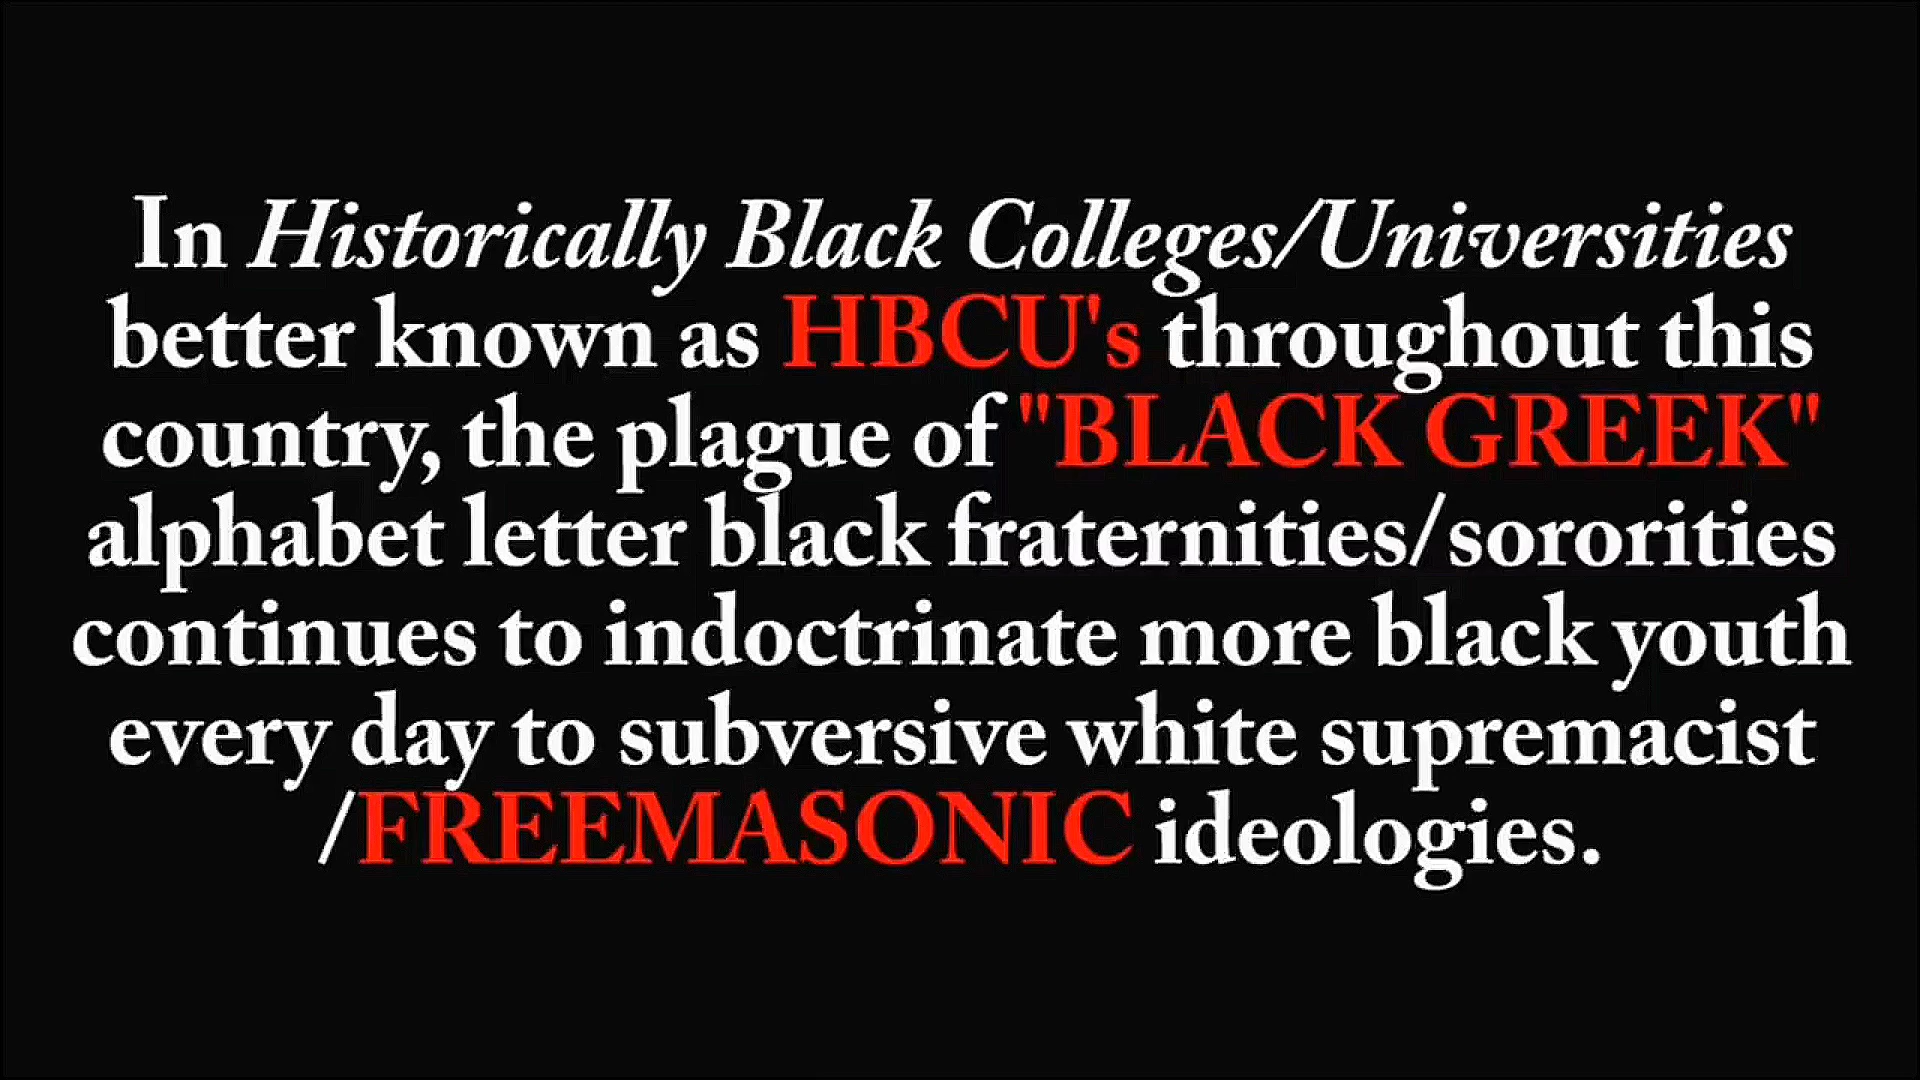 In Historically Black Colleges/Universities
better known as HBCU's throughout this
country, the plague of "BLACK GREEK"
alphabet letter black fraternities/sororities
continues to indoctrinate more black youth
every day to subversive white supremacist
/FREEMASONIC ideologies.